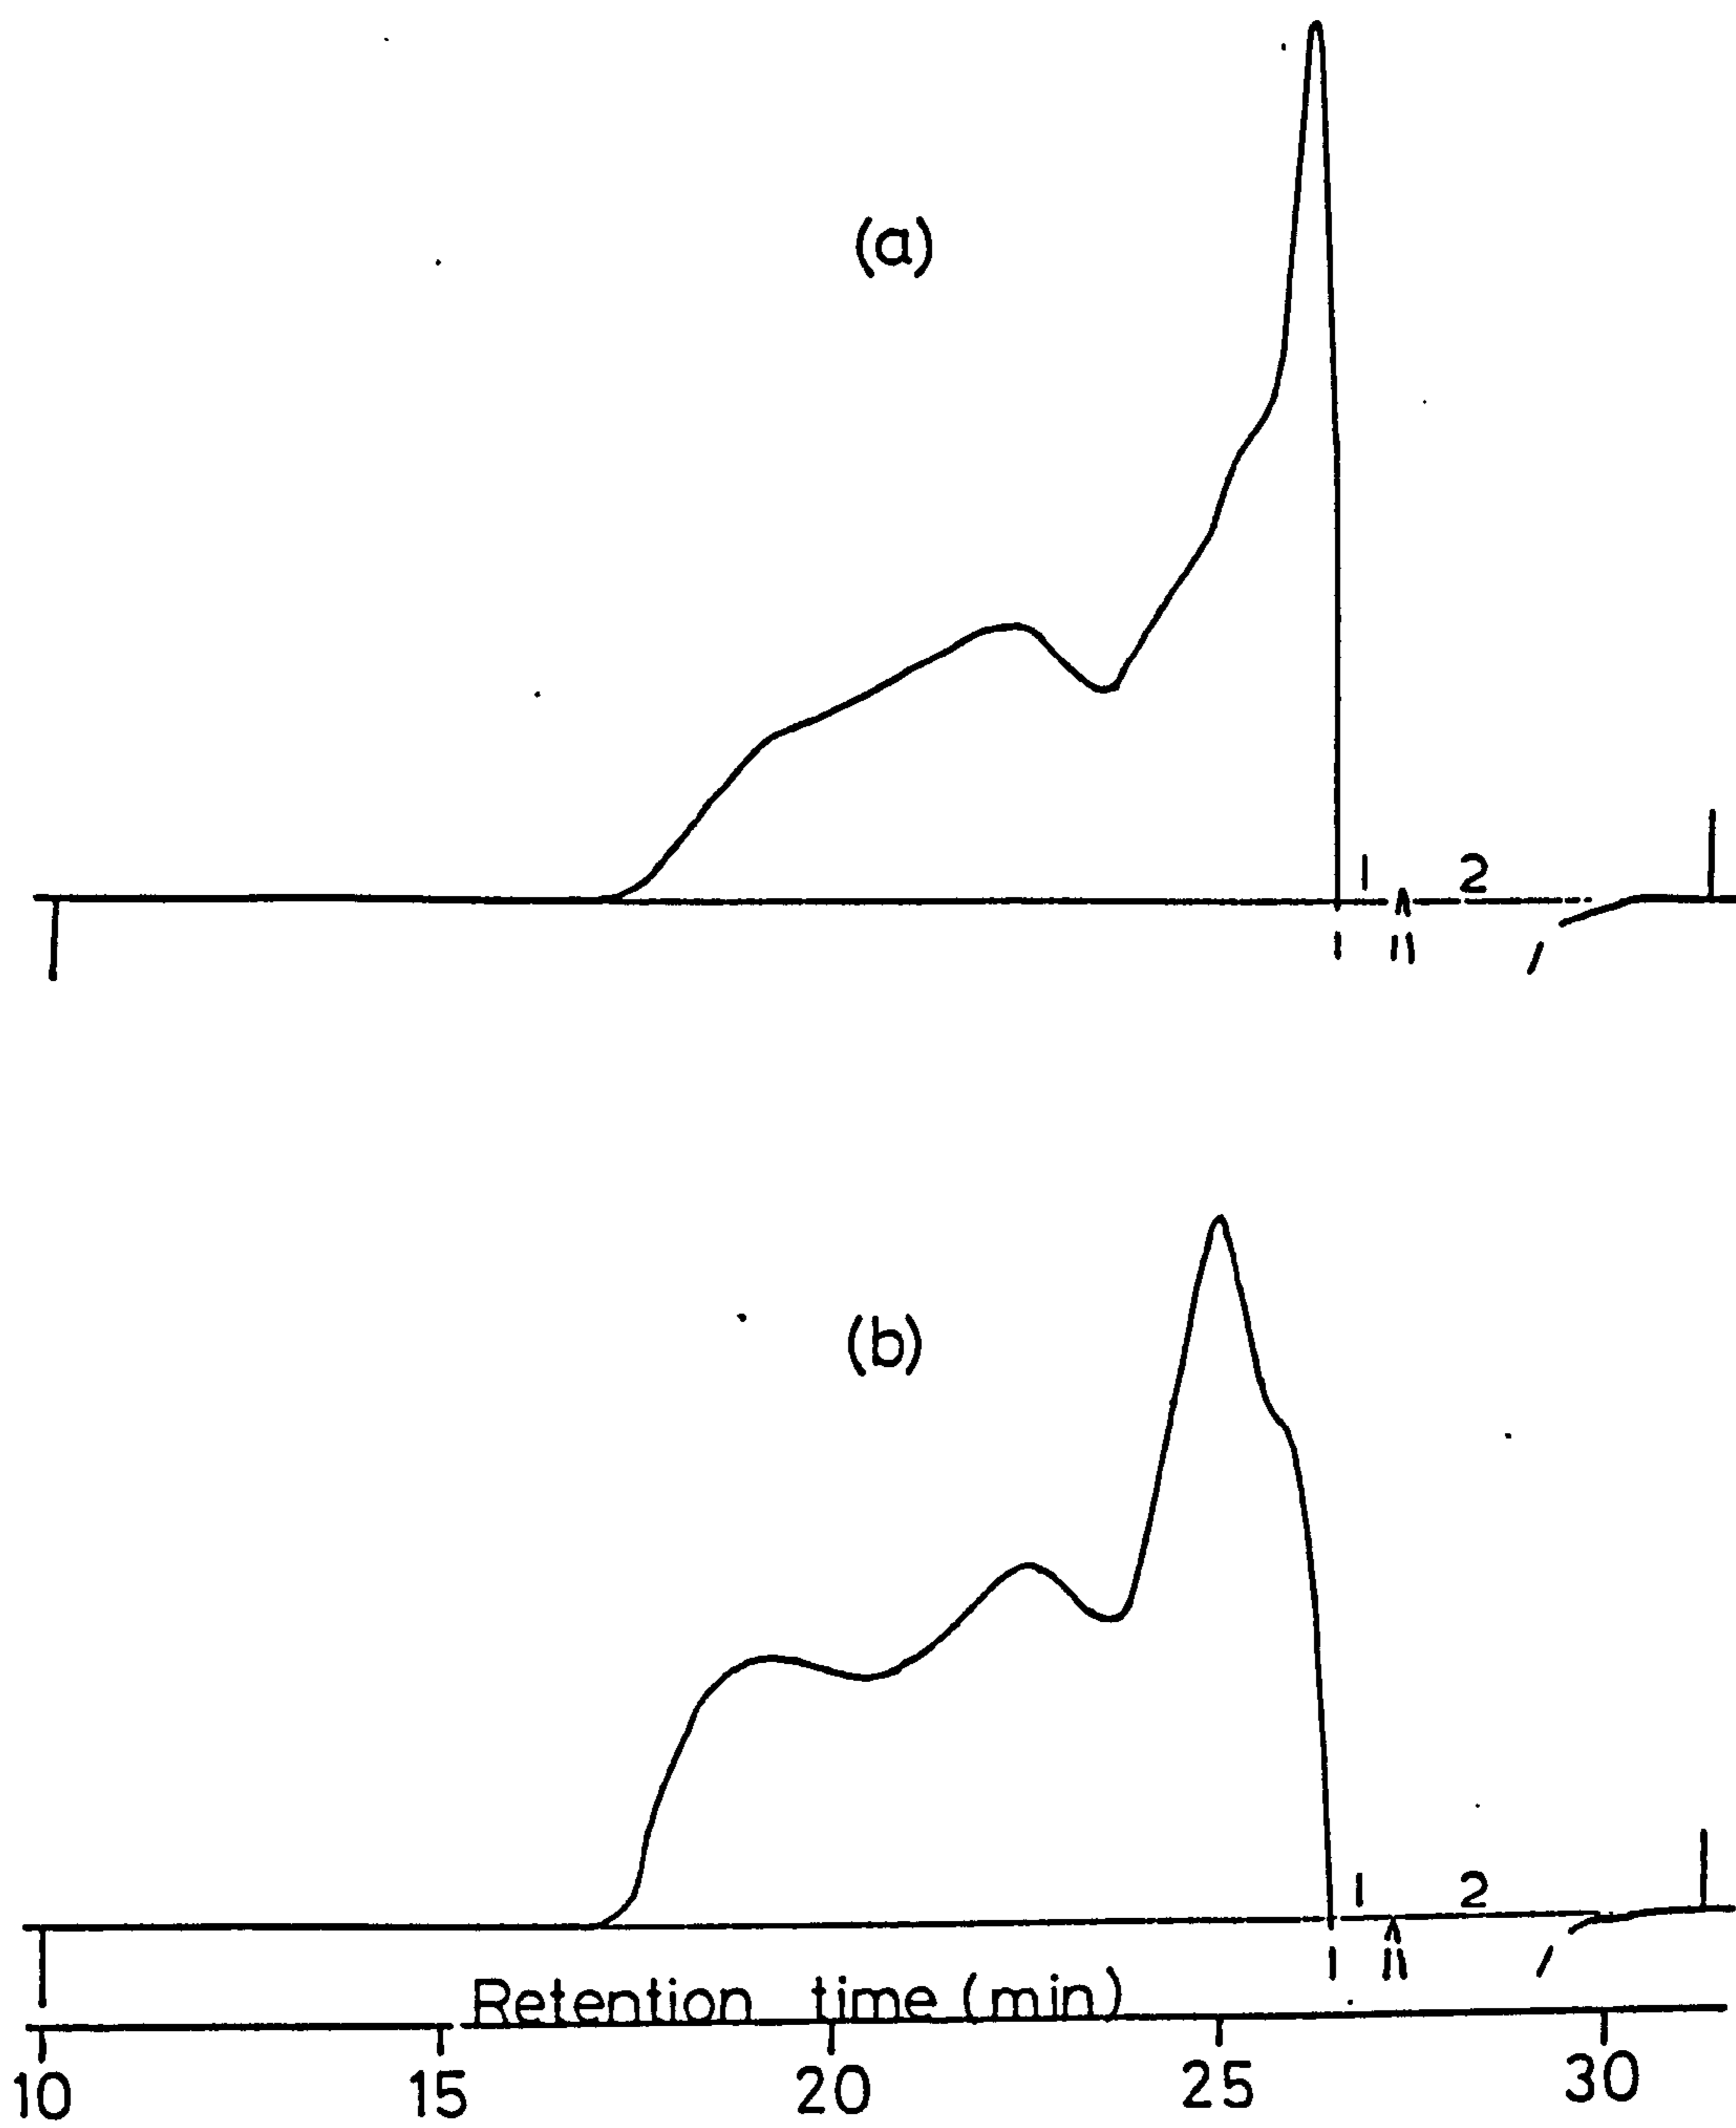 (a)
1 2
(b)
1 2
Retention time (min)
10 15 20 25 30